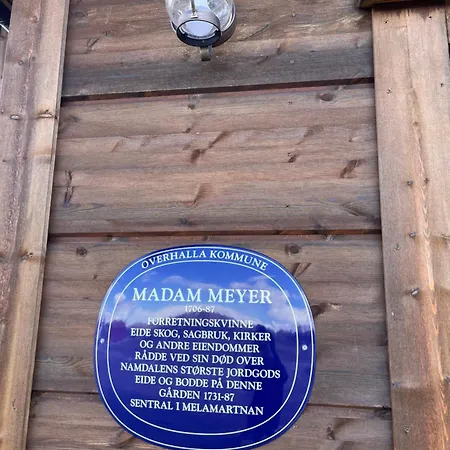 OVERHALLA KOMMUNE
MADAM MEYER
1706-87
FORRETNINGSKVINNE
EIDE SKOG, SAGBRUK, KIRKER
OG ANDRE EIENDOMMER
RÅDDE VED SIN DØD OVER
NAMDALENS STØRSTE JORDGODS
EIDE OG BODDE PÅ DENNE
GÅRDEN 1731-87
SENTRAL I MELAMARTNAN